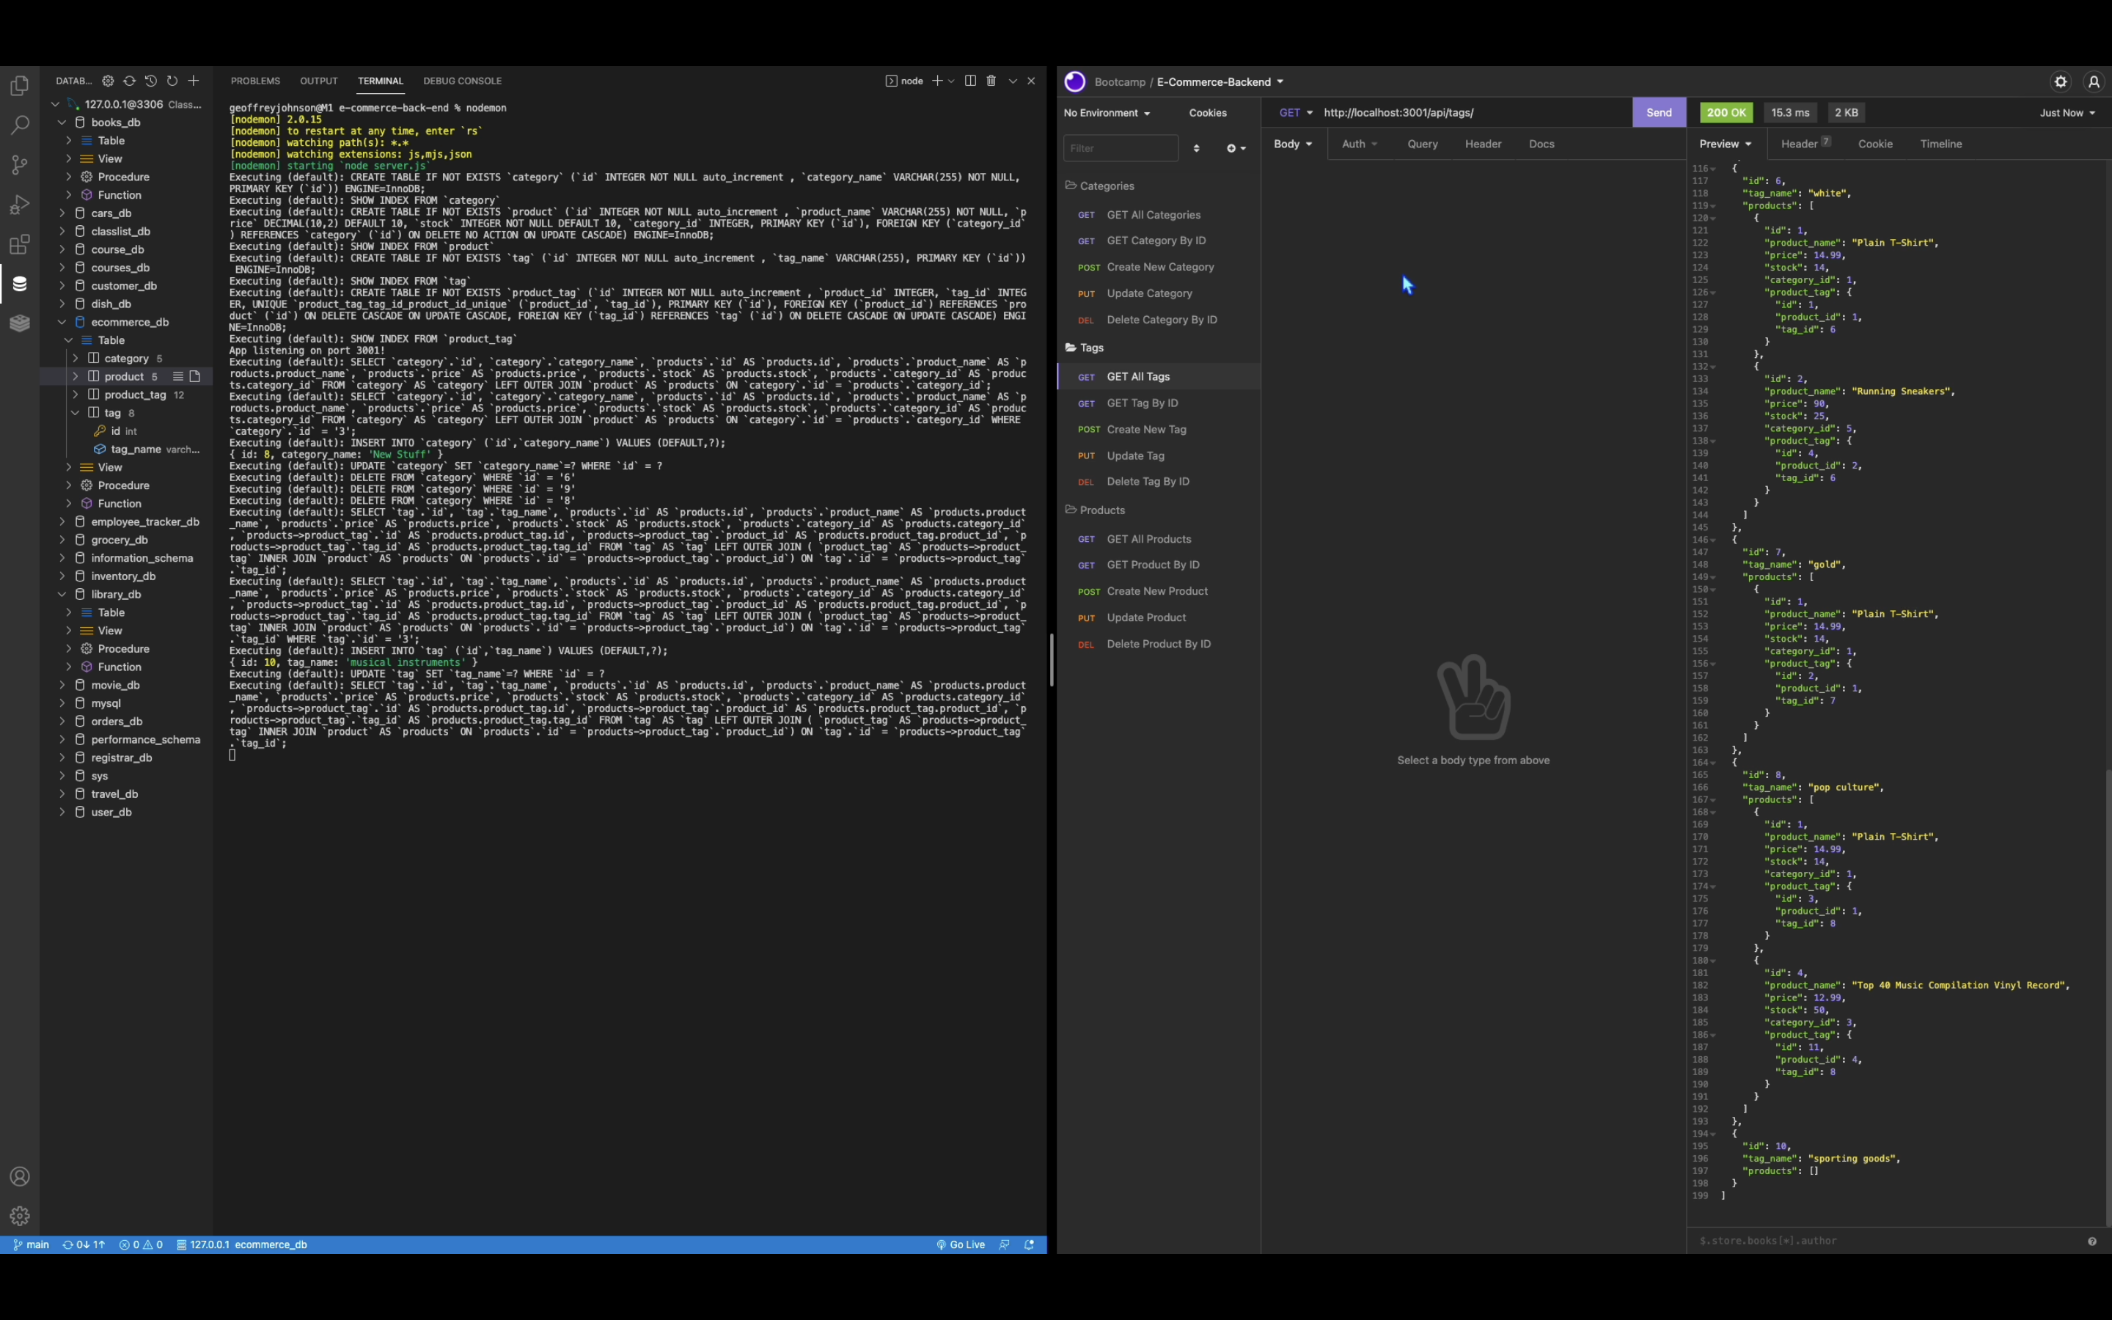 DATAB...
127.0.0.1@3306 Class...
books_db
Table
View
Procedure
Function
cars_db
classlist_db
course_db
courses_db
customer_db
dish_db
ecommerce_db
Table
category 5
product 5
product_tag 12
tag 8
id int
tag_name varch...
View
Procedure
Function
employee_tracker_db
grocery_db
information_schema
inventory_db
library_db
Table
View
Procedure
Function
movie_db
mysql
orders_db
performance_schema
registrar_db
sys
travel_db
user_db
PROBLEMS OUTPUT TERMINAL DEBUG CONSOLE
node
geoffreyjohnson@M1 e-commerce-back-end % nodemon
[nodemon] 2.0.15
[nodemon] to restart at any time, enter `rs`
[nodemon] watching path(s): *.*
[nodemon] watching extensions: js,mjs,json
[nodemon] starting `node server.js`
Executing (default): CREATE TABLE IF NOT EXISTS `category` (`id` INTEGER NOT NULL auto_increment , `category_name` VARCHAR(255) NOT NULL,
PRIMARY KEY (`id`)) ENGINE=InnoDB;
Executing (default): SHOW INDEX FROM `category`
Executing (default): CREATE TABLE IF NOT EXISTS `product` (`id` INTEGER NOT NULL auto_increment , `product_name` VARCHAR(255) NOT NULL, `p
rice` DECIMAL(10,2) DEFAULT 10, `stock` INTEGER NOT NULL DEFAULT 10, `category_id` INTEGER, PRIMARY KEY (`id`), FOREIGN KEY (`category_id`
) REFERENCES `category` (`id`) ON DELETE NO ACTION ON UPDATE CASCADE) ENGINE=InnoDB;
Executing (default): SHOW INDEX FROM `product`
Executing (default): CREATE TABLE IF NOT EXISTS `tag` (`id` INTEGER NOT NULL auto_increment , `tag_name` VARCHAR(255), PRIMARY KEY (`id`))
ENGINE=InnoDB;
Executing (default): SHOW INDEX FROM `tag`
Executing (default): CREATE TABLE IF NOT EXISTS `product_tag` (`id` INTEGER NOT NULL auto_increment , `product_id` INTEGER, `tag_id` INTEG
ER, UNIQUE `product_tag_tag_id_product_id_unique` (`product_id`, `tag_id`), PRIMARY KEY (`id`), FOREIGN KEY (`product_id`) REFERENCES `pro
duct` (`id`) ON DELETE CASCADE ON UPDATE CASCADE, FOREIGN KEY (`tag_id`) REFERENCES `tag` (`id`) ON DELETE CASCADE ON UPDATE CASCADE) ENGI
NE=InnoDB;
Executing (default): SHOW INDEX FROM `product_tag`
App listening on port 3001!
Executing (default): SELECT `category`.`id`, `category`.`category_name`, `products`.`id` AS `products.id`, `products`.`product_name` AS `p
roducts.product_name`, `products`.`price` AS `products.price`, `products`.`stock` AS `products.stock`, `products`.`category_id` AS `produc
ts.category_id` FROM `category` AS `category` LEFT OUTER JOIN `product` AS `products` ON `category`.`id` = `products`.`category_id`;
Executing (default): SELECT `category`.`id`, `category`.`category_name`, `products`.`id` AS `products.id`, `products`.`product_name` AS `p
roducts.product_name`, `products`.`price` AS `products.price`, `products`.`stock` AS `products.stock`, `products`.`category_id` AS `produc
ts.category_id` FROM `category` AS `category` LEFT OUTER JOIN `product` AS `products` ON `category`.`id` = `products`.`category_id` WHERE
`category`.`id` = '3';
Executing (default): INSERT INTO `category` (`id`,`category_name`) VALUES (DEFAULT,?);
{ id: 8, category_name: 'New Stuff' }
Executing (default): UPDATE `category` SET `category_name`=? WHERE `id` = ?
Executing (default): DELETE FROM `category` WHERE `id` = '6'
Executing (default): DELETE FROM `category` WHERE `id` = '9'
Executing (default): DELETE FROM `category` WHERE `id` = '8'
Executing (default): SELECT `tag`.`id`, `tag`.`tag_name`, `products`.`id` AS `products.id`, `products`.`product_name` AS `products.product
_name`, `products`.`price` AS `products.price`, `products`.`stock` AS `products.stock`, `products`.`category_id` AS `products.category_id`
, `products->product_tag`.`id` AS `products.product_tag.id`, `products->product_tag`.`product_id` AS `products.product_tag.product_id`, `p
roducts->product_tag`.`tag_id` AS `products.product_tag.tag_id` FROM `tag` AS `tag` LEFT OUTER JOIN ( `product_tag` AS `products->product_
tag` INNER JOIN `product` AS `products` ON `products`.`id` = `products->product_tag`.`product_id`) ON `tag`.`id` = `products->product_tag`
.`tag_id`;
Executing (default): SELECT `tag`.`id`, `tag`.`tag_name`, `products`.`id` AS `products.id`, `products`.`product_name` AS `products.product
_name`, `products`.`price` AS `products.price`, `products`.`stock` AS `products.stock`, `products`.`category_id` AS `products.category_id`
, `products->product_tag`.`id` AS `products.product_tag.id`, `products->product_tag`.`product_id` AS `products.product_tag.product_id`, `p
roducts->product_tag`.`tag_id` AS `products.product_tag.tag_id` FROM `tag` AS `tag` LEFT OUTER JOIN ( `product_tag` AS `products->product_
tag` INNER JOIN `product` AS `products` ON `products`.`id` = `products->product_tag`.`product_id`) ON `tag`.`id` = `products->product_tag`
.`tag_id` WHERE `tag`.`id` = '3';
Executing (default): INSERT INTO `tag` (`id`,`tag_name`) VALUES (DEFAULT,?);
{ id: 10, tag_name: 'musical instruments' }
Executing (default): UPDATE `tag` SET `tag_name`=? WHERE `id` = ?
Executing (default): SELECT `tag`.`id`, `tag`.`tag_name`, `products`.`id` AS `products.id`, `products`.`product_name` AS `products.product
_name`, `products`.`price` AS `products.price`, `products`.`stock` AS `products.stock`, `products`.`category_id` AS `products.category_id`
, `products->product_tag`.`id` AS `products.product_tag.id`, `products->product_tag`.`product_id` AS `products.product_tag.product_id`, `p
roducts->product_tag`.`tag_id` AS `products.product_tag.tag_id` FROM `tag` AS `tag` LEFT OUTER JOIN ( `product_tag` AS `products->product_
tag` INNER JOIN `product` AS `products` ON `products`.`id` = `products->product_tag`.`product_id`) ON `tag`.`id` = `products->product_tag`
.`tag_id`;
main 0↓ 1↑ 0 0 127.0.0.1 ecommerce_db Go Live
Bootcamp / E-Commerce-Backend
No Environment Cookies
Filter
Categories
GET GET All Categories
GET GET Category By ID
POST Create New Category
PUT Update Category
DEL Delete Category By ID
Tags
GET GET All Tags
GET GET Tag By ID
POST Create New Tag
PUT Update Tag
DEL Delete Tag By ID
Products
GET GET All Products
GET GET Product By ID
POST Create New Product
PUT Update Product
DEL Delete Product By ID
GET http://localhost:3001/api/tags/ Send
Body Auth Query Header Docs
Select a body type from above
200 OK 15.3 ms 2 KB Just Now
Preview Header 7 Cookie Timeline
116 {
117 "id": 6,
118 "tag_name": "white",
119 "products": [
120 {
121 "id": 1,
122 "product_name": "Plain T-Shirt",
123 "price": 14.99,
124 "stock": 14,
125 "category_id": 1,
126 "product_tag": {
127 "id": 1,
128 "product_id": 1,
129 "tag_id": 6
130 }
131 },
132 {
133 "id": 2,
134 "product_name": "Running Sneakers",
135 "price": 90,
136 "stock": 25,
137 "category_id": 5,
138 "product_tag": {
139 "id": 4,
140 "product_id": 2,
141 "tag_id": 6
142 }
143 }
144 ]
145 },
146 {
147 "id": 7,
148 "tag_name": "gold",
149 "products": [
150 {
151 "id": 1,
152 "product_name": "Plain T-Shirt",
153 "price": 14.99,
154 "stock": 14,
155 "category_id": 1,
156 "product_tag": {
157 "id": 2,
158 "product_id": 1,
159 "tag_id": 7
160 }
161 }
162 ]
163 },
164 {
165 "id": 8,
166 "tag_name": "pop culture",
167 "products": [
168 {
169 "id": 1,
170 "product_name": "Plain T-Shirt",
171 "price": 14.99,
172 "stock": 14,
173 "category_id": 1,
174 "product_tag": {
175 "id": 3,
176 "product_id": 1,
177 "tag_id": 8
178 }
179 },
180 {
181 "id": 4,
182 "product_name": "Top 40 Music Compilation Vinyl Record",
183 "price": 12.99,
184 "stock": 50,
185 "category_id": 3,
186 "product_tag": {
187 "id": 11,
188 "product_id": 4,
189 "tag_id": 8
190 }
191 }
192 ]
193 },
194 {
195 "id": 10,
196 "tag_name": "sporting goods",
197 "products": []
198 }
199 ]
$.store.books[*].author